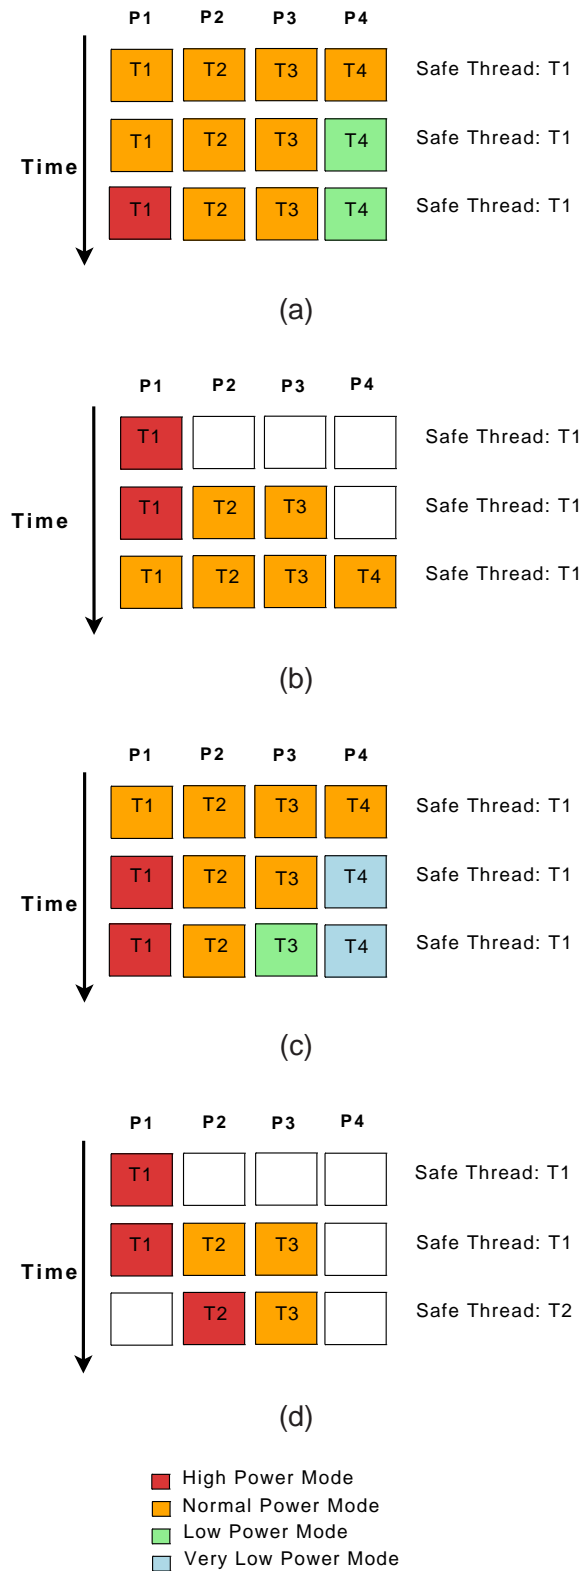 P1 P2 P3 P4
T1 T2 T3 T4 Safe Thread: T1
T1 T2 T3 T4 Safe Thread: T1
Time
T1 T2 T3 T4 Safe Thread: T1
(a)
P1 P2 P3 P4
T1 Safe Thread: T1
T1 T2 T3 Safe Thread: T1
Time
T1 T2 T3 T4 Safe Thread: T1
(b)
P1 P2 P3 P4
T1 T2 T3 T4 Safe Thread: T1
T1 T2 T3 T4 Safe Thread: T1
Time
T1 T2 T3 T4 Safe Thread: T1
(c)
P1 P2 P3 P4
T1 Safe Thread: T1
T1 T2 T3 Safe Thread: T1
Time
T2 T3 Safe Thread: T2
(d)
High Power Mode
Normal Power Mode
Low Power Mode
Very Low Power Mode